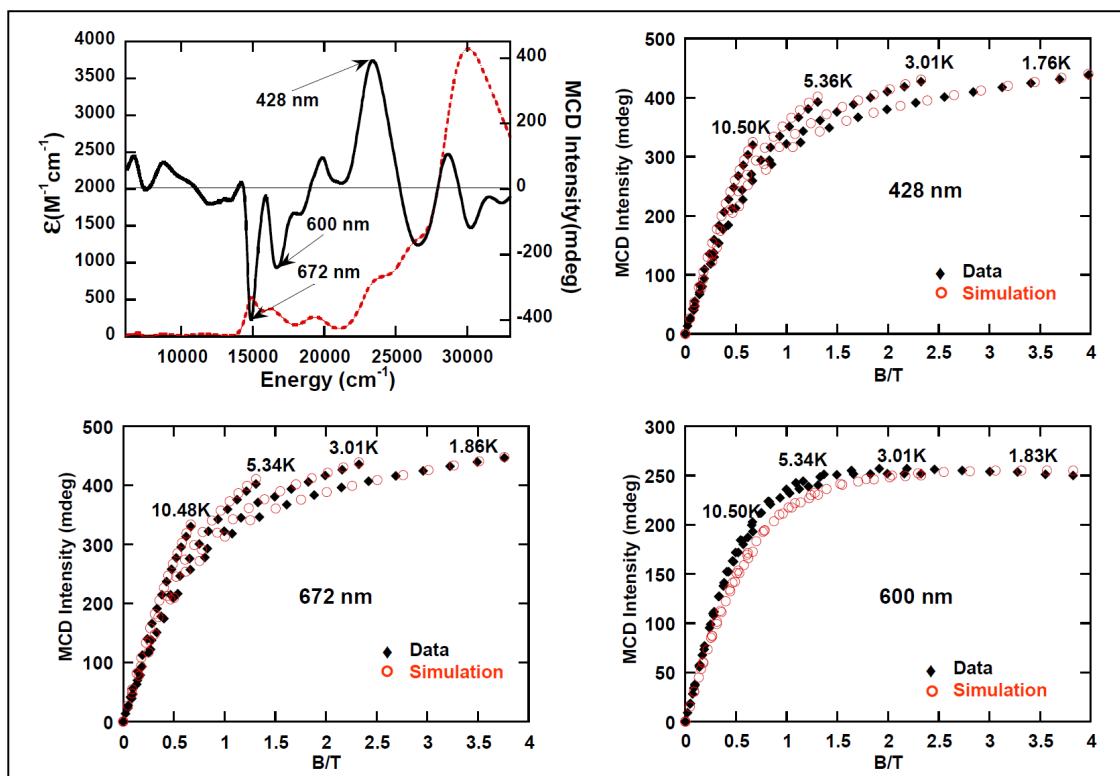 4000
3500
3000
2500
2000
1500
1000
500
0
ε(M⁻¹cm⁻¹)
400
200
0
-200
-400
MCD Intensity(mdeg)
428 nm
600 nm
672 nm
10000 15000 20000 25000 30000
Energy (cm⁻¹)
500
400
300
200
100
0
MCD Intensity (mdeg)
10.50K
5.36K
3.01K
1.76K
428 nm
Data
Simulation
0 0.5 1 1.5 2 2.5 3 3.5 4
B/T
500
400
300
200
100
0
MCD Intensity (mdeg)
10.48K
5.34K
3.01K
1.86K
672 nm
Data
Simulation
0 0.5 1 1.5 2 2.5 3 3.5 4
B/T
300
250
200
150
100
50
0
MCD Intensity (mdeg)
10.50K
5.34K
3.01K
1.83K
600 nm
Data
Simulation
0 0.5 1 1.5 2 2.5 3 3.5 4
B/T